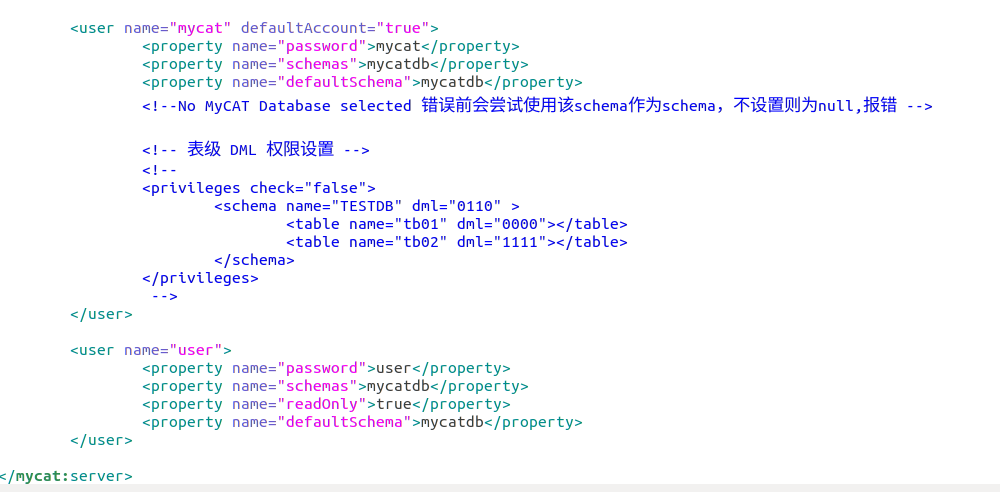 <user name="mycat" defaultAccount="true">
<property name="password">mycat</property>
<property name="schemas">mycatdb</property>
<property name="defaultSchema">mycatdb</property>
<!--No MyCAT Database selected 错误前会尝试使用该schema作为schema，不设置则为null,报错 -->
<!-- 表级 DML 权限设置 -->
<!--
<privileges check="false">
<schema name="TESTDB" dml="0110" >
<table name="tb01" dml="0000"></table>
<table name="tb02" dml="1111"></table>
</schema>
</privileges>
-->
</user>
<user name="user">
<property name="password">user</property>
<property name="schemas">mycatdb</property>
<property name="readOnly">true</property>
<property name="defaultSchema">mycatdb</property>
</user>
</mycat:server>